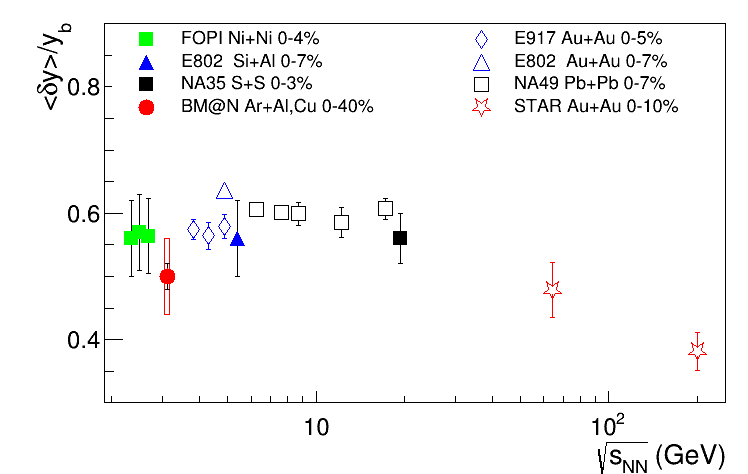 <δy>/y_b
FOPI Ni+Ni 0-4%
E802 Si+Al 0-7%
NA35 S+S 0-3%
BM@N Ar+Al,Cu 0-40%
E917 Au+Au 0-5%
E802 Au+Au 0-7%
NA49 Pb+Pb 0-7%
STAR Au+Au 0-10%
0.8
0.6
0.4
10
10²
√s_NN (GeV)